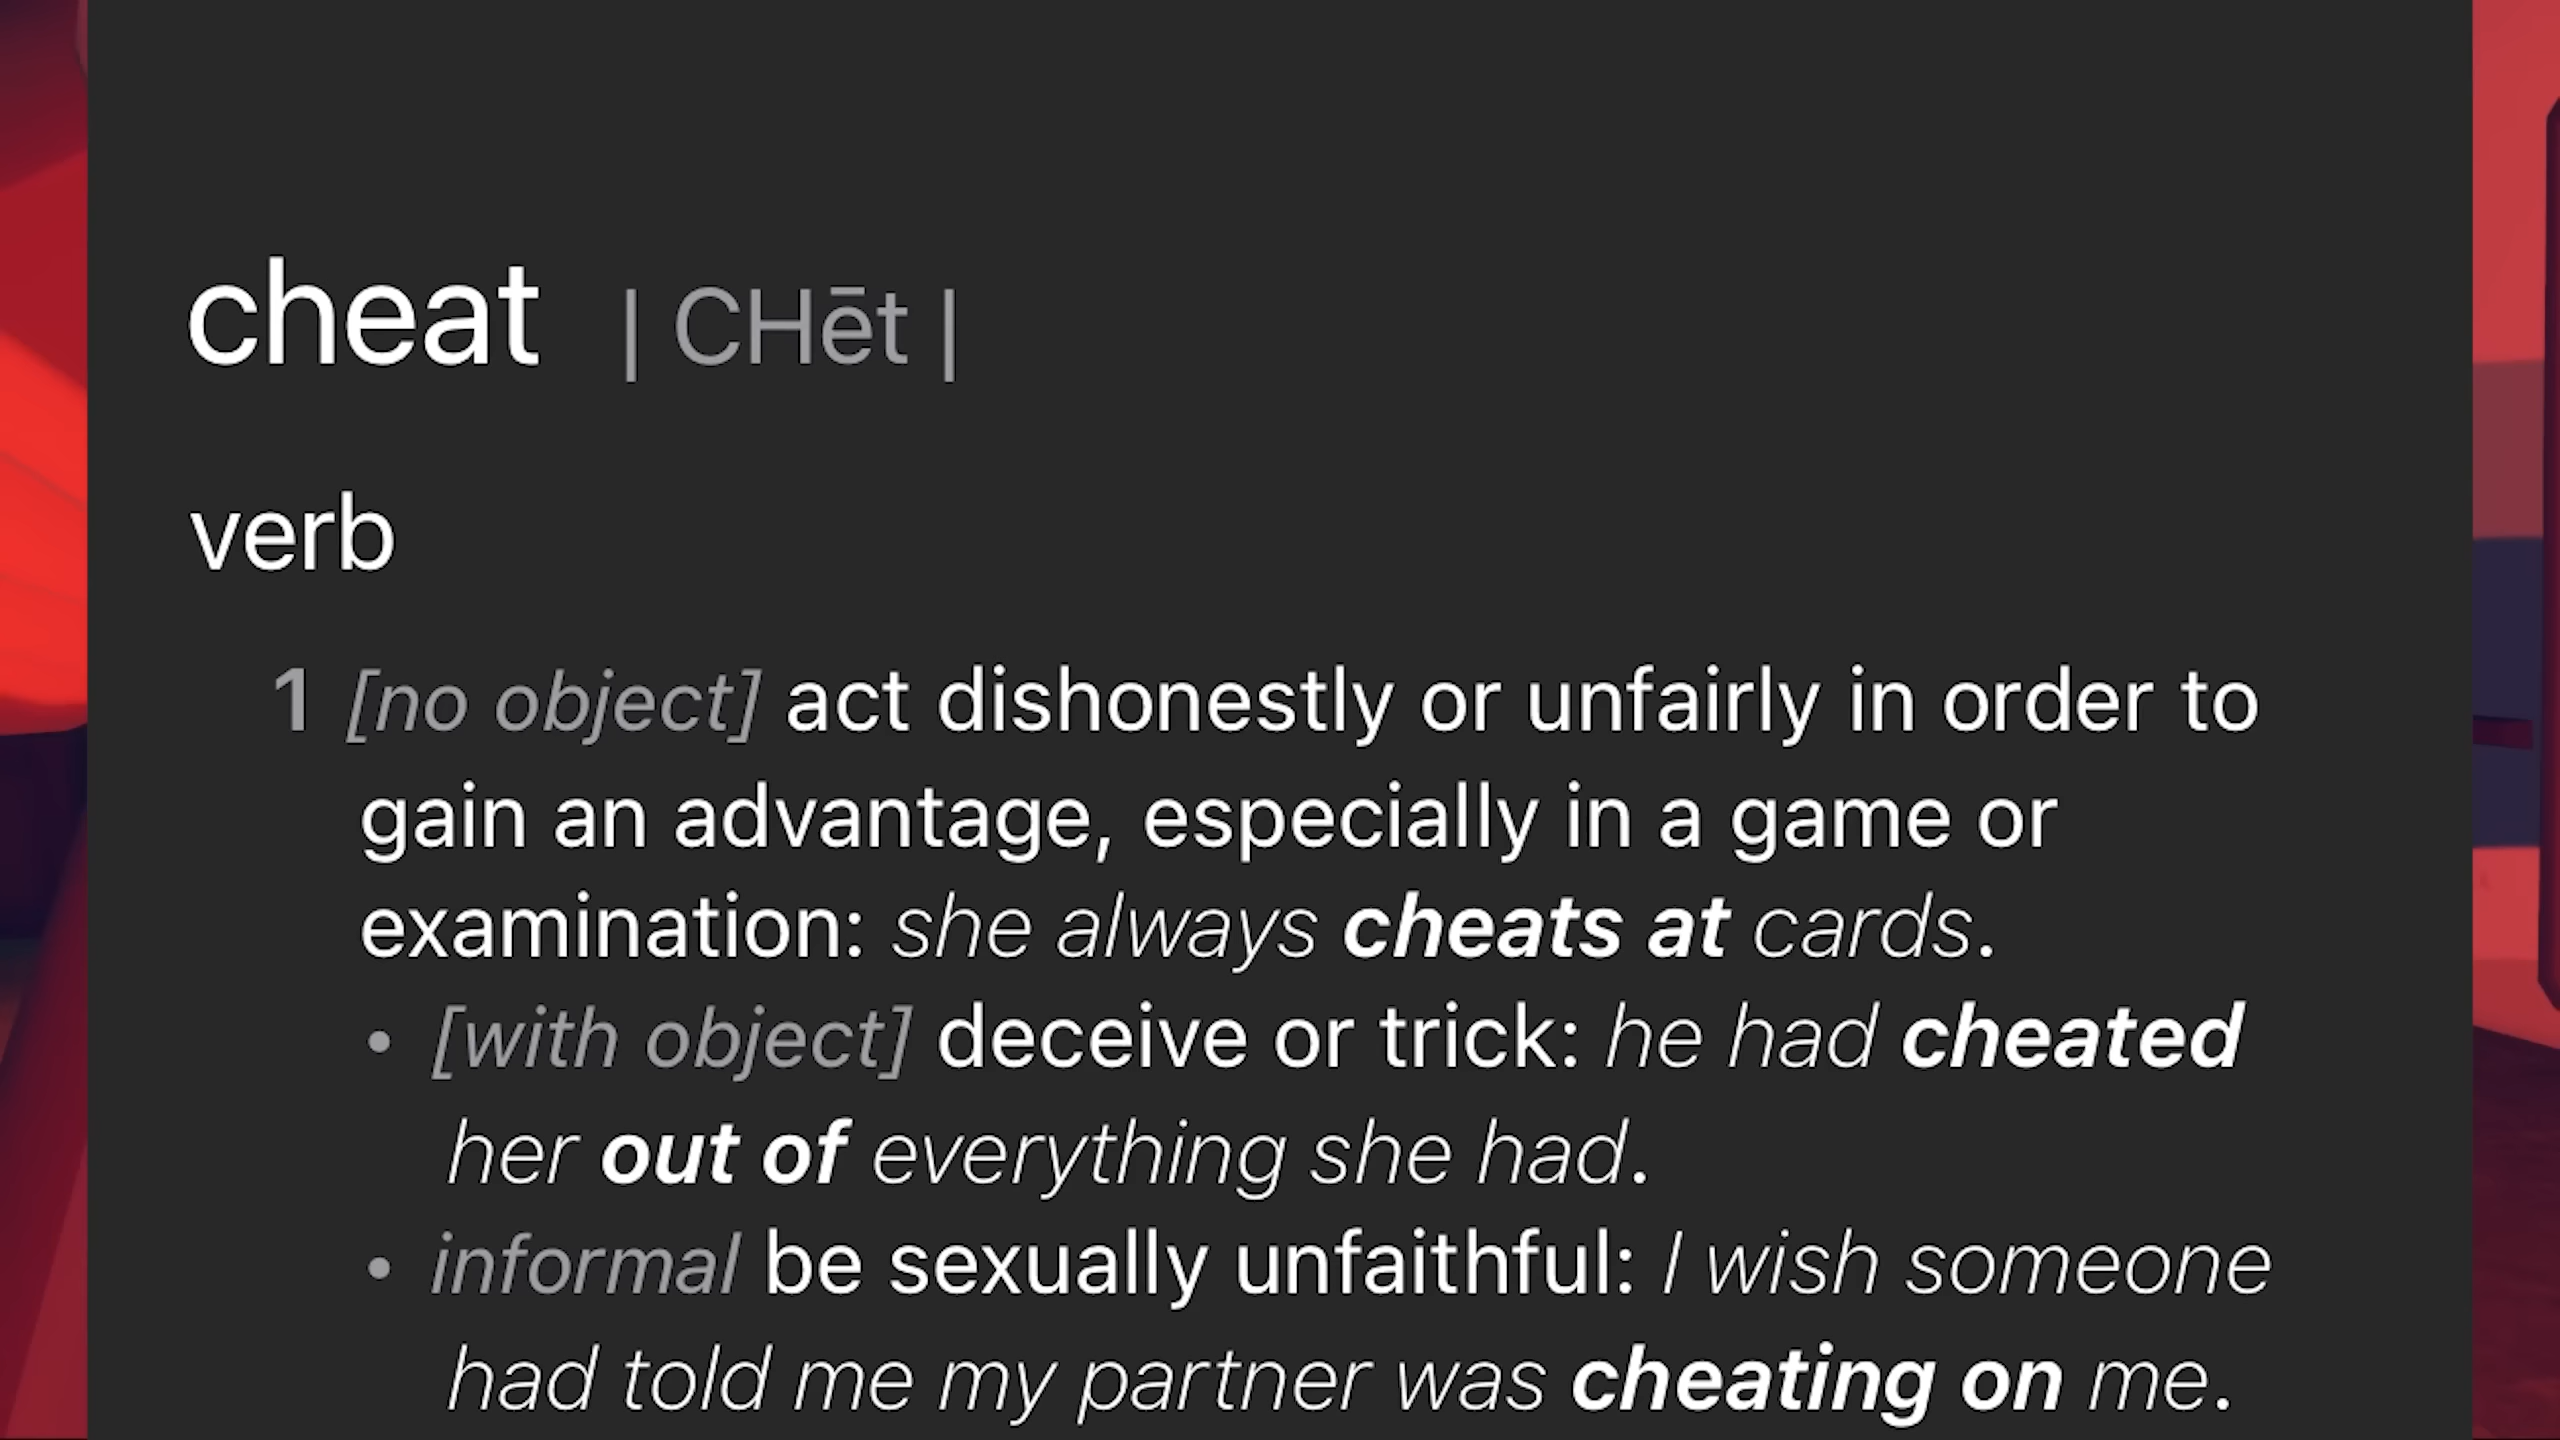 cheat | CHēt |
verb
1 [no object] act dishonestly or unfairly in order to
gain an advantage, especially in a game or
examination: she always cheats at cards.
• [with object] deceive or trick: he had cheated
her out of everything she had.
• informal be sexually unfaithful: I wish someone
had told me my partner was cheating on me.